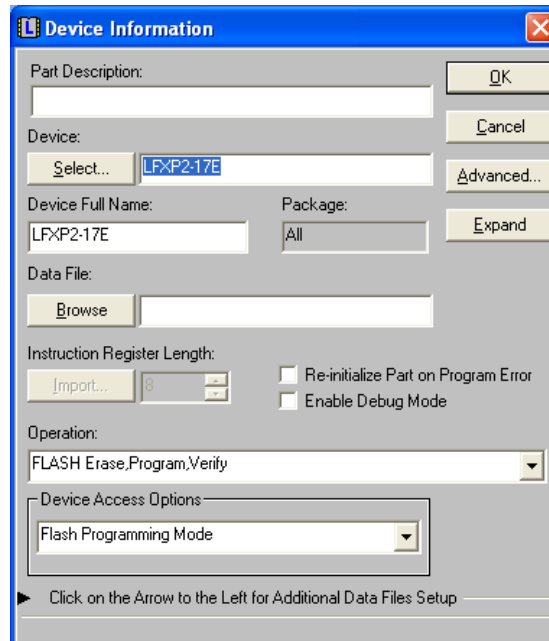 Device Information
Part Description:
OK
Device:
Cancel
Select... LFXP2-17E
Advanced...
Device Full Name: Package:
LFXP2-17E All
Expand
Data File:
Browse
Instruction Register Length:
Import... 8
Re-initialize Part on Program Error
Enable Debug Mode
Operation:
FLASH Erase,Program,Verify
Device Access Options
Flash Programming Mode
Click on the Arrow to the Left for Additional Data Files Setup